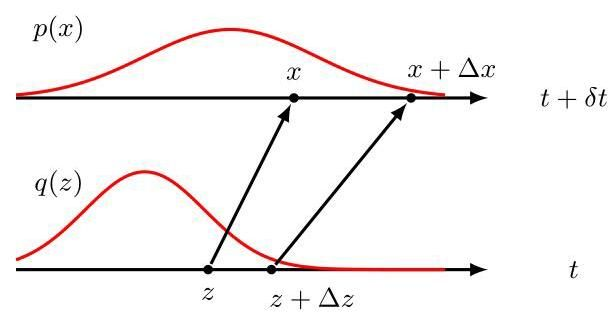 p(x)
x
x + Δx
t + δt
q(z)
z
z + Δz
t